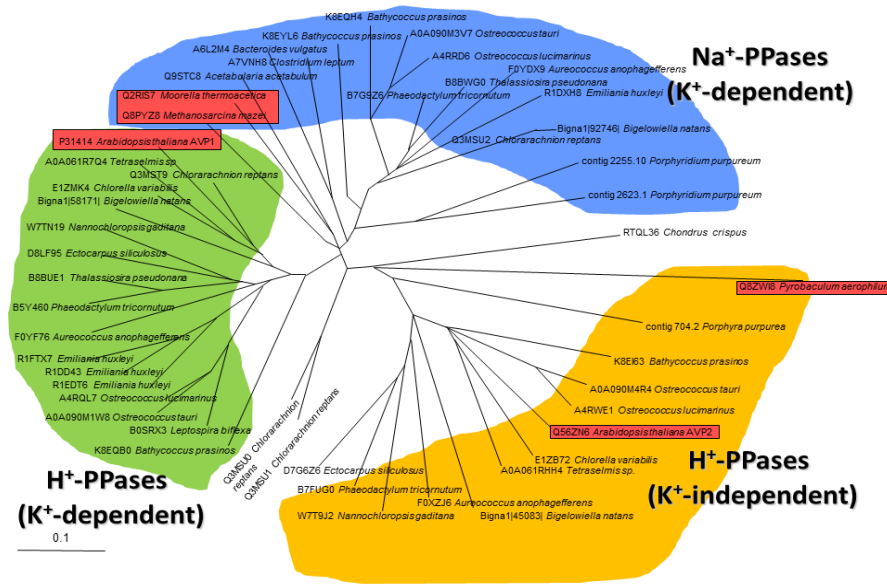 K8EQH4 Bathycoccus prasinos
K8EYL6 Bathycoccus prasinos
A0A090M3V7 Ostreococcus tauri
A6L2M4 Bacteroides vulgatus
A7VNH8 Clostridium leptum
A4RRD6 Ostreococcus lucimarinus
F0YDX9 Aureococcus anophagefferens
Q9STC8 Acetabularia acetabulum
B8BWG0 Thalassiosira pseudonana
B7G9Z6 Phaeodactylum tricornutum
R1DXH8 Emiliania huxleyi
Na+-PPases
(K+-dependent)
Q2RIS7 Moorella thermoacetica
Q8PYZ8 Methanosarcina mazei
Bigna1|92746| Bigelowiella natans
Q3MSU2 Chlorarachnion reptans
P31414 Arabidopsis thaliana AVP1
A0A061R7Q4 Tetraselmis sp
Q3MST9 Chlorarachnion reptans
contig 2255.10 Porphyridium purpureum
E1ZMK4 Chlorella variabilis
Bigna1|58171| Bigelowiella natans
contig 2623.1 Porphyridium purpureum
W7TN19 Nannochloropsis gaditana
RTQL36 Chondrus crispus
D8LF95 Ectocarpus siliculosus
B8BUE1 Thalassiosira pseudonana
Q8ZWI8 Pyrobaculum aerophilum
B5Y460 Phaeodactylum tricornutum
contig 704.2 Porphyra purpurea
F0YF76 Aureococcus anophagefferens
R1FTX7 Emiliania huxleyi
K8EI63 Bathycoccus prasinos
R1DD43 Emiliania huxleyi
R1EDT6 Emiliania huxleyi
A0A090M4R4 Ostreococcus tauri
A4RQL7 Ostreococcus lucimarinus
A4RWE1 Ostreococcus lucimarinus
A0A090M1W8 Ostreococcus tauri
B0SRX3 Leptospira biflexa
Q56ZN6 Arabidopsis thaliana AVP2
K8EQB0 Bathycoccus prasinos
Q3MSU0 Chlorarachnion
reptans
Q3MSU1 Chlorarachnion reptans
E1ZB72 Chlorella variabilis
D7G6Z6 Ectocarpus siliculosus
A0A061RHH4 Tetraselmis sp.
H+-PPases
(K+-independent)
H+-PPases
(K+-dependent)
B7FUG0 Phaeodactylum tricornutum
F0XZJ6 Aureococcus anophagefferens
W7T9J2 Nannochloropsis gaditana
Bigna1|45083| Bigelowiella natans
0.1